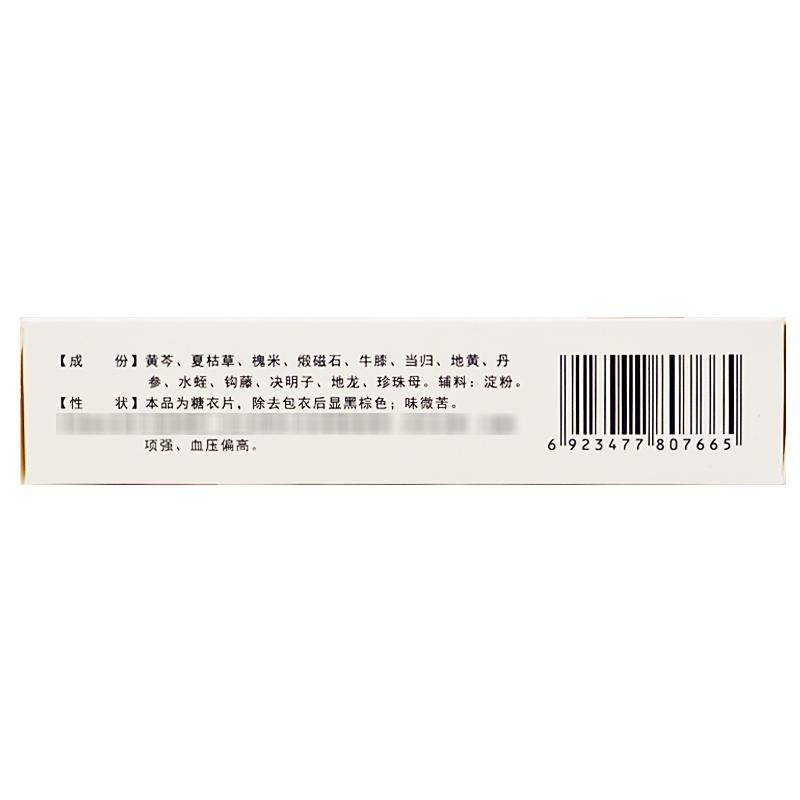 【成　　份】黄芩、夏枯草、槐米、煅磁石、牛膝、当归、地黄、丹
参、水蛭、钩藤、决明子、地龙、珍珠母。辅料：淀粉。
【性　　状】本品为糖衣片，除去包衣后显黑棕色；味微苦。
项强、血压偏高。
6 923477 807665